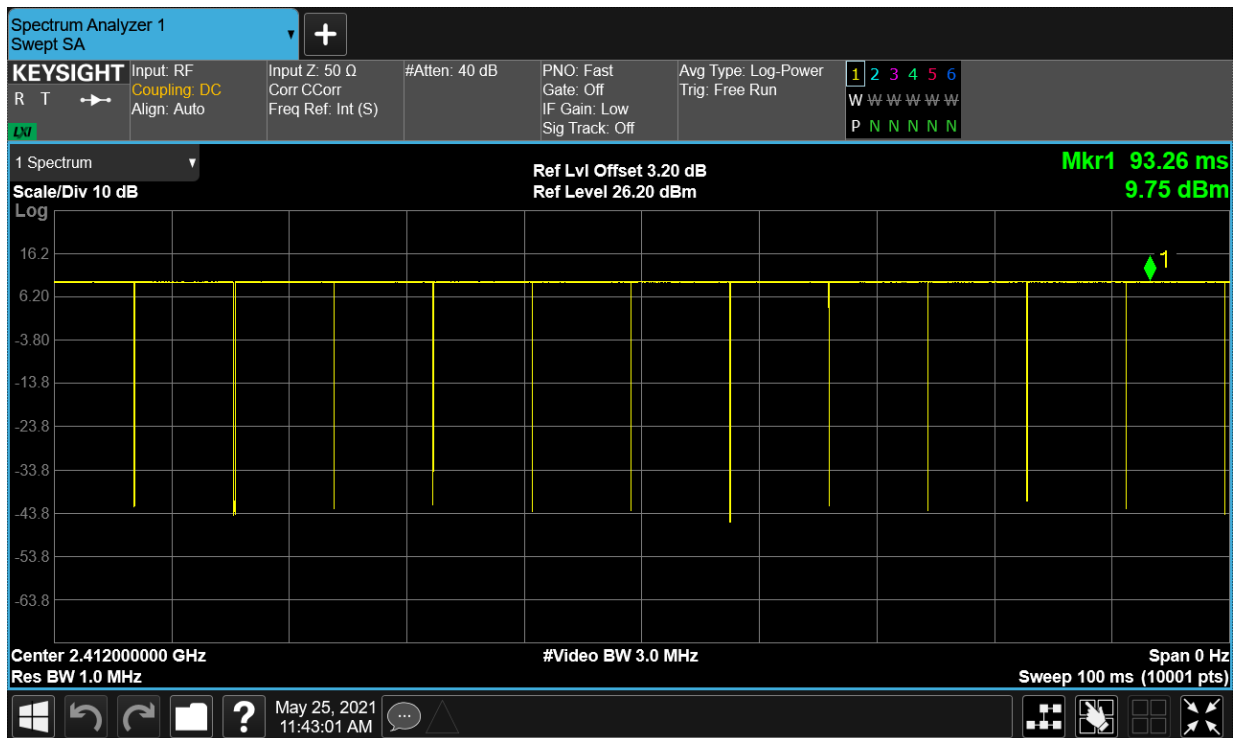 Spectrum Analyzer 1
Swept SA
KEYSIGHT
R T
LXI
Input: RF
Coupling: DC
Align: Auto
Input Z: 50 Ω
Corr CCorr
Freq Ref: Int (S)
#Atten: 40 dB
PNO: Fast
Gate: Off
IF Gain: Low
Sig Track: Off
Avg Type: Log-Power
Trig: Free Run
1 2 3 4 5 6
W W W W W W
P N N N N N
1 Spectrum
Scale/Div 10 dB
Log
Ref Lvl Offset 3.20 dB
Ref Level 26.20 dBm
Mkr1 93.26 ms
9.75 dBm
1
16.2
6.20
-3.80
-13.8
-23.8
-33.8
-43.8
-53.8
-63.8
Center 2.412000000 GHz
Res BW 1.0 MHz
#Video BW 3.0 MHz
Span 0 Hz
Sweep 100 ms (10001 pts)
?
May 25, 2021
11:43:01 AM